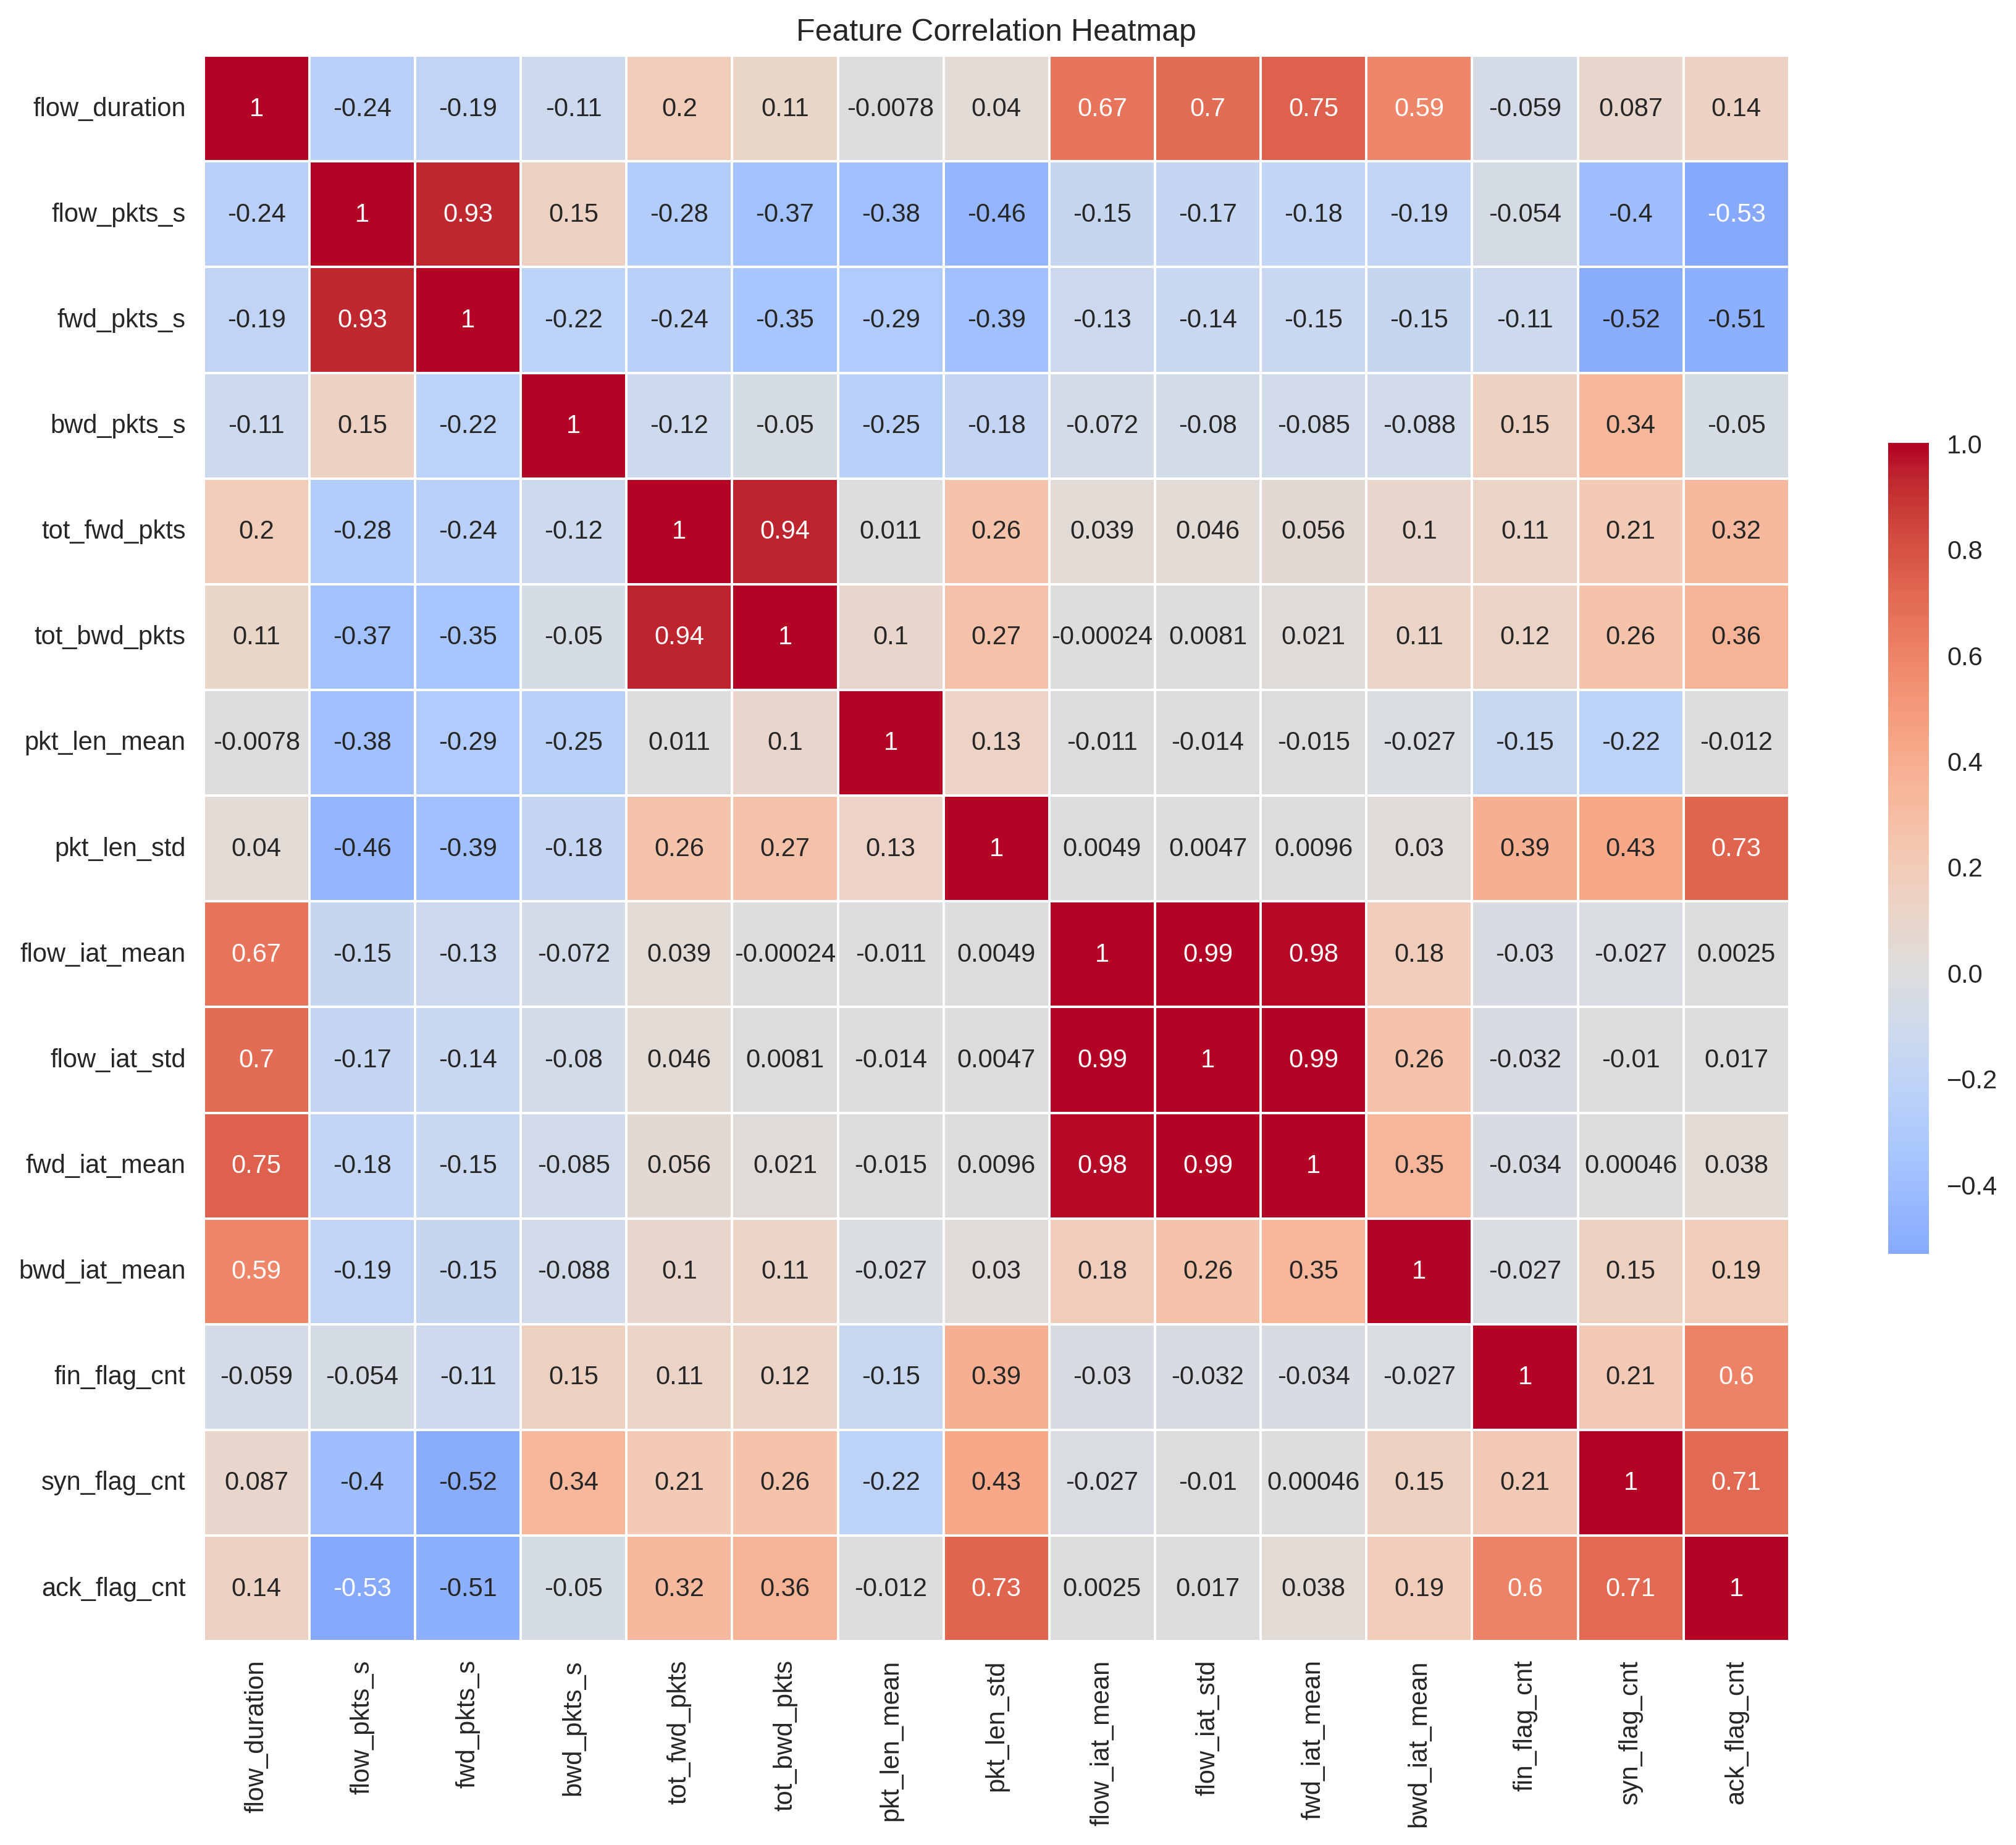 Feature Correlation Heatmap
flow_duration 1 -0.24 -0.19 -0.11 0.2 0.11 -0.0078 0.04 0.67 0.7 0.75 0.59 -0.059 0.087 0.14
flow_pkts_s -0.24 1 0.93 0.15 -0.28 -0.37 -0.38 -0.46 -0.15 -0.17 -0.18 -0.19 -0.054 -0.4 -0.53
fwd_pkts_s -0.19 0.93 1 -0.22 -0.24 -0.35 -0.29 -0.39 -0.13 -0.14 -0.15 -0.15 -0.11 -0.52 -0.51
bwd_pkts_s -0.11 0.15 -0.22 1 -0.12 -0.05 -0.25 -0.18 -0.072 -0.08 -0.085 -0.088 0.15 0.34 -0.05
tot_fwd_pkts 0.2 -0.28 -0.24 -0.12 1 0.94 0.011 0.26 0.039 0.046 0.056 0.1 0.11 0.21 0.32
tot_bwd_pkts 0.11 -0.37 -0.35 -0.05 0.94 1 0.1 0.27 -0.00024 0.0081 0.021 0.11 0.12 0.26 0.36
pkt_len_mean -0.0078 -0.38 -0.29 -0.25 0.011 0.1 1 0.13 -0.011 -0.014 -0.015 -0.027 -0.15 -0.22 -0.012
pkt_len_std 0.04 -0.46 -0.39 -0.18 0.26 0.27 0.13 1 0.0049 0.0047 0.0096 0.03 0.39 0.43 0.73
flow_iat_mean 0.67 -0.15 -0.13 -0.072 0.039 -0.00024 -0.011 0.0049 1 0.99 0.98 0.18 -0.03 -0.027 0.0025
flow_iat_std 0.7 -0.17 -0.14 -0.08 0.046 0.0081 -0.014 0.0047 0.99 1 0.99 0.26 -0.032 -0.01 0.017
fwd_iat_mean 0.75 -0.18 -0.15 -0.085 0.056 0.021 -0.015 0.0096 0.98 0.99 1 0.35 -0.034 0.00046 0.038
bwd_iat_mean 0.59 -0.19 -0.15 -0.088 0.1 0.11 -0.027 0.03 0.18 0.26 0.35 1 -0.027 0.15 0.19
fin_flag_cnt -0.059 -0.054 -0.11 0.15 0.11 0.12 -0.15 0.39 -0.03 -0.032 -0.034 -0.027 1 0.21 0.6
syn_flag_cnt 0.087 -0.4 -0.52 0.34 0.21 0.26 -0.22 0.43 -0.027 -0.01 0.00046 0.15 0.21 1 0.71
ack_flag_cnt 0.14 -0.53 -0.51 -0.05 0.32 0.36 -0.012 0.73 0.0025 0.017 0.038 0.19 0.6 0.71 1
flow_duration flow_pkts_s fwd_pkts_s bwd_pkts_s tot_fwd_pkts tot_bwd_pkts pkt_len_mean pkt_len_std flow_iat_mean flow_iat_std fwd_iat_mean bwd_iat_mean fin_flag_cnt syn_flag_cnt ack_flag_cnt
1.0
0.8
0.6
0.4
0.2
0.0
−0.2
−0.4